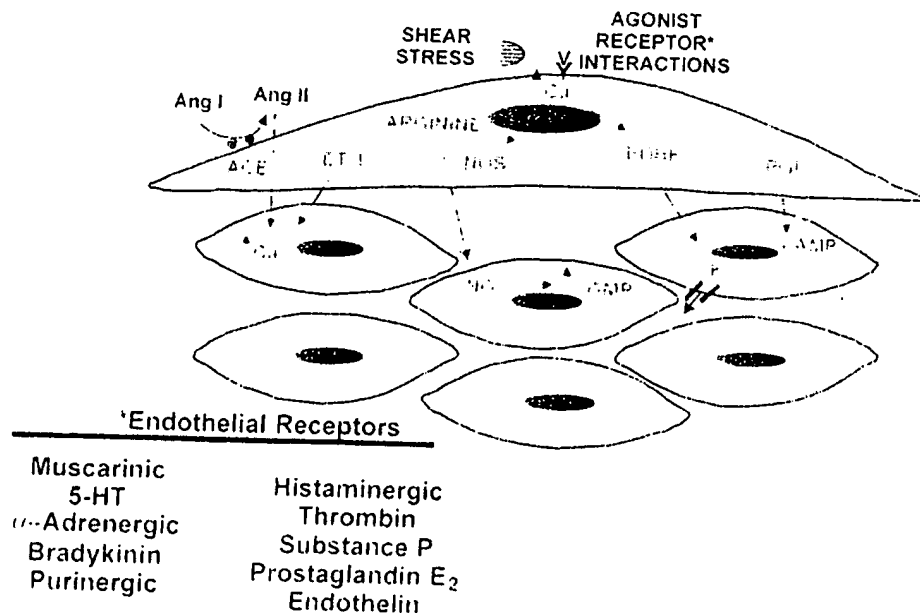 SHEAR
STRESS
AGONIST
RECEPTOR*
INTERACTIONS
Ang I
Ang II
ARGININE
ACE
NOS
*Endothelial Receptors
Muscarinic
5-HT
α-Adrenergic
Bradykinin
Purinergic
Histaminergic
Thrombin
Substance P
Prostaglandin E₂
Endothelin